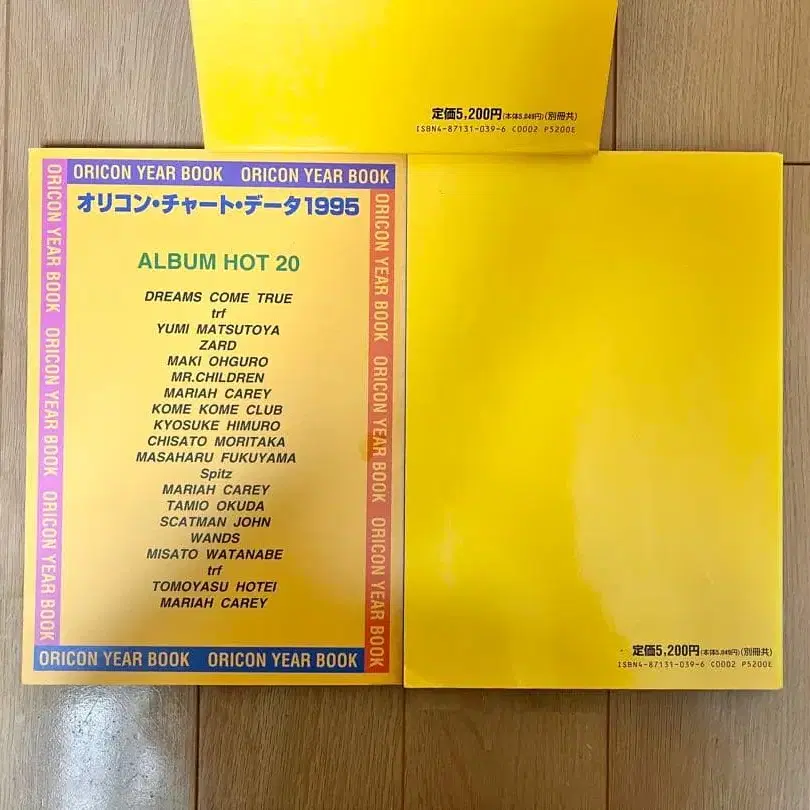 定価5,200円(本体5,049円)(別冊共)
ISBN4-87131-039-6 C0002 P5200E
ORICON YEAR BOOK ORICON YEAR BOOK
オリコン・チャート・データ1995
ALBUM HOT 20
DREAMS COME TRUE
trf
YUMI MATSUTOYA
ZARD
MAKI OHGURO
MR.CHILDREN
MARIAH CAREY
KOME KOME CLUB
KYOSUKE HIMURO
CHISATO MORITAKA
MASAHARU FUKUYAMA
Spitz
MARIAH CAREY
TAMIO OKUDA
SCATMAN JOHN
WANDS
MISATO WATANABE
trf
TOMOYASU HOTEI
MARIAH CAREY
ORICON YEAR BOOK ORICON YEAR BOOK
ORICON YEAR BOOK ORICON YEAR BOOK ORICON YEAR BOOK
ORICON YEAR BOOK ORICON YEAR BOOK ORICON YEAR BOOK
定価5,200円(本体5,049円)(別冊共)
ISBN4-87131-039-6 C0002 P5200E